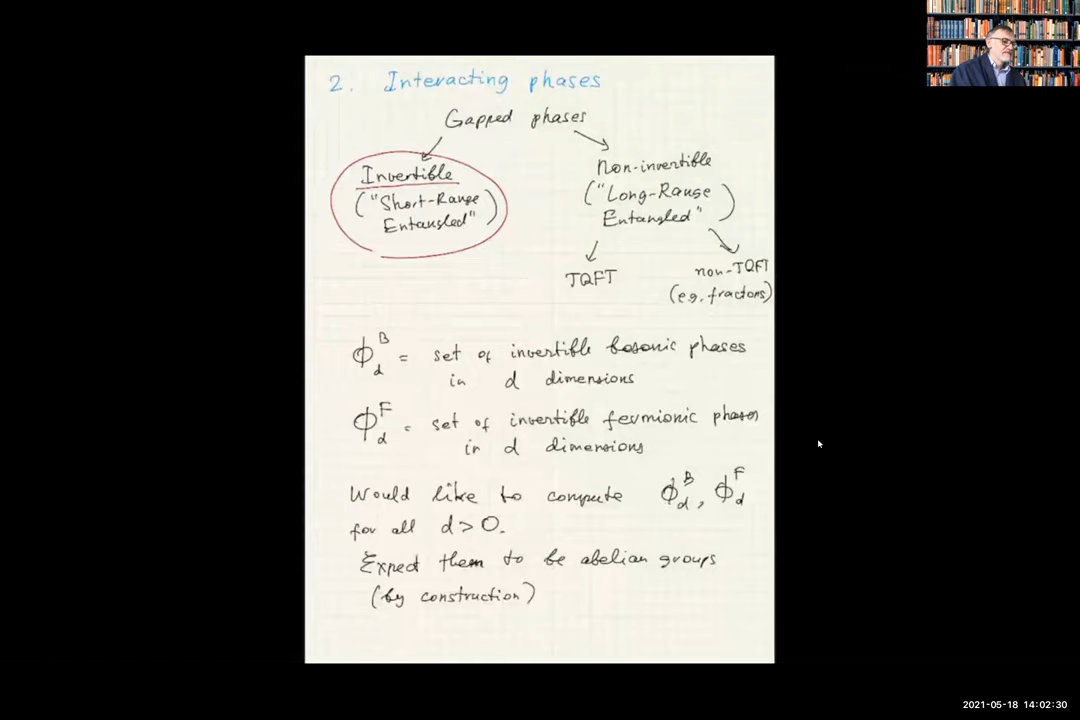 2. Interacting phases
Gapped phases
Invertible
("Short-Range
Entangled")
Non-invertible
("Long-Range
Entangled")
TQFT
non-TQFT
(e.g. fractons)
Φ_d^B = set of invertible bosonic phases
in d dimensions
Φ_d^F = set of invertible fermionic phases
in d dimensions
Would like to compute Φ_d^B, Φ_d^F
for all d > 0.
Expect them to be abelian groups
(by construction)
2021-05-18 14:02:30